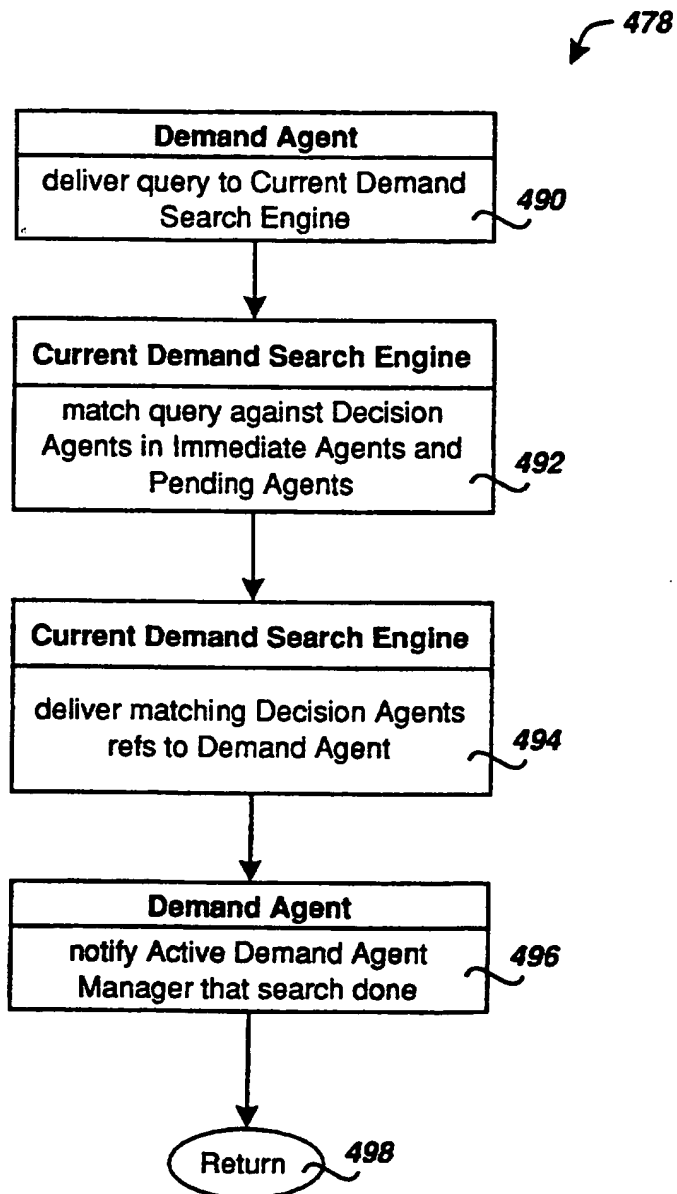 478
Demand Agent
deliver query to Current Demand
Search Engine
490
Current Demand Search Engine
match query against Decision
Agents in Immediate Agents and
Pending Agents
492
Current Demand Search Engine
deliver matching Decision Agents
refs to Demand Agent
494
Demand Agent
notify Active Demand Agent
Manager that search done
496
Return
498